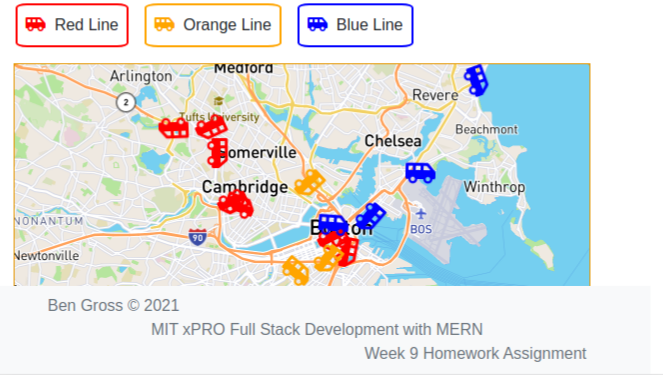 Red Line
Orange Line
Blue Line
Arlington
Medford
2
Tufts University
Revere
Beachmont
Chelsea
Somerville
Cambridge
Winthrop
NONANTUM
90
Boston
BOS
Newtonville
Ben Gross © 2021
MIT xPRO Full Stack Development with MERN
Week 9 Homework Assignment